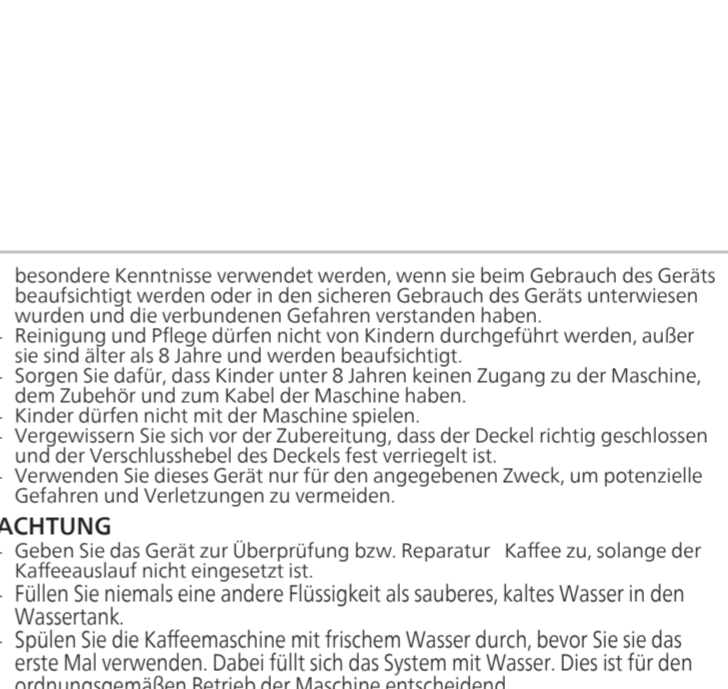 besondere Kenntnisse verwendet werden, wenn sie beim Gebrauch des Geräts
beaufsichtigt werden oder in den sicheren Gebrauch des Geräts unterwiesen
wurden und die verbundenen Gefahren verstanden haben.
- Reinigung und Pflege dürfen nicht von Kindern durchgeführt werden, außer
sie sind älter als 8 Jahre und werden beaufsichtigt.
- Sorgen Sie dafür, dass Kinder unter 8 Jahren keinen Zugang zu der Maschine,
dem Zubehör und zum Kabel der Maschine haben.
- Kinder dürfen nicht mit der Maschine spielen.
- Vergewissern Sie sich vor der Zubereitung, dass der Deckel richtig geschlossen
und der Verschlusshebel des Deckels fest verriegelt ist.
- Verwenden Sie dieses Gerät nur für den angegebenen Zweck, um potenzielle
Gefahren und Verletzungen zu vermeiden.
ACHTUNG
- Geben Sie das Gerät zur Überprüfung bzw. Reparatur Kaffee zu, solange der
Kaffeeauslauf nicht eingesetzt ist.
- Füllen Sie niemals eine andere Flüssigkeit als sauberes, kaltes Wasser in den
Wassertank.
- Spülen Sie die Kaffeemaschine mit frischem Wasser durch, bevor Sie sie das
erste Mal verwenden. Dabei füllt sich das System mit Wasser. Dies ist für den
ordnungsgemäßen Betrieb der Maschine entscheidend